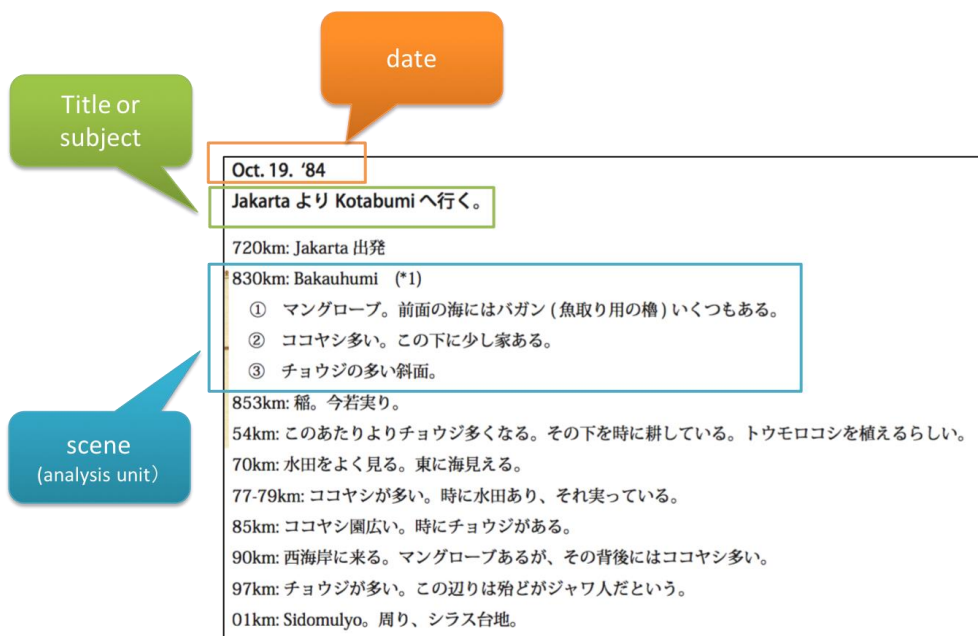 date
Title or
subject
Oct. 19. ‘84
Jakarta より Kotabumi へ行く。
720km: Jakarta 出発
830km: Bakauhumi (*1)
① マングローブ。前面の海にはバガン ( 魚取り用の櫓 ) いくつもある。
② ココヤシ多い。この下に少し家ある。
③ チョウジの多い斜面。
scene
(analysis unit）
853km: 稲。今若実り。
54km: このあたりよりチョウジ多くなる。その下を時に耕している。トウモロコシを植えるらしい。
70km: 水田をよく見る。東に海見える。
77-79km: ココヤシが多い。時に水田あり、それ実っている。
85km: ココヤシ園広い。時にチョウジがある。
90km: 西海岸に来る。マングローブあるが、その背後にはココヤシ多い。
97km: チョウジが多い。この辺りは殆どがジャワ人だという。
01km: Sidomulyo。周り、シラス台地。